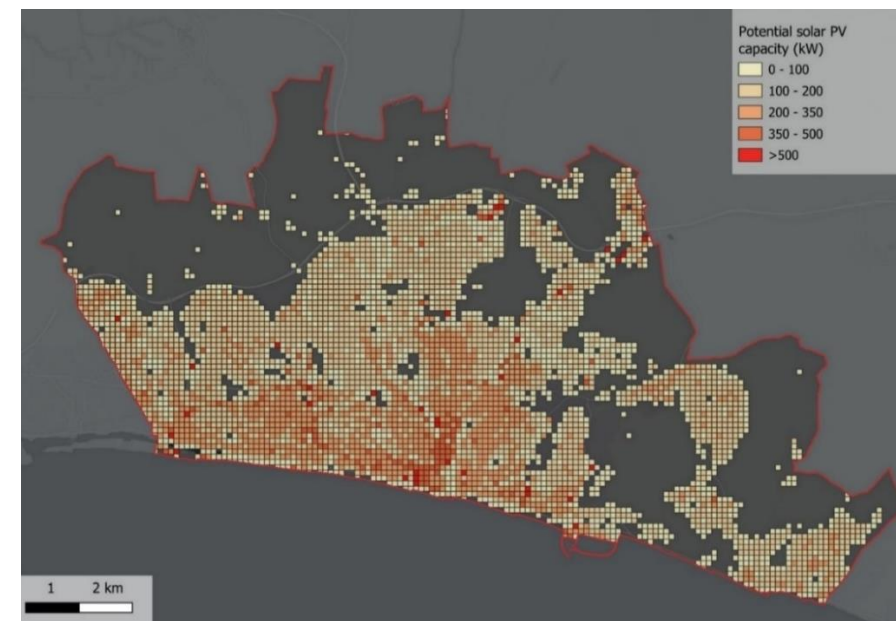 Potential solar PV
capacity (kW)
0 - 100
100 - 200
200 - 350
350 - 500
>500
1 2 km